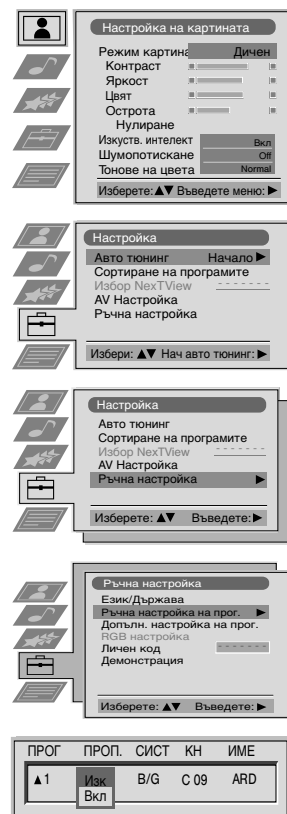 Настройка на картината
Режим картина Дичен
Контраст
Яркост
Цвят
Острота
Нулиране
Изкуств. интелект Вкл
Шумопотискане Off
Тонове на цвета Normal
Изберете:▲▼ Въведете меню: ▶
Настройка
Авто тюнинг Начало ▶
Сортиране на програмите
Избор NexTView - - - - - - -
AV Настройка
Ръчна настройка
Избери: ▲▼ Нач авто тюнинг: ▶
Настройка
Авто тюнинг
Сортиране на програмите
Избор NexTView - - - - - - -
AV Настройка
Ръчна настройка ▶
Изберете: ▲▼ Въведете:▶
Ръчна настройка
Език/Държава
Ръчна настройка на прог. ▶
Допълн. настройка на прог.
RGB настройка
Личен код - - - - - - -
Демонстрация
Изберете: ▲▼ Въведете: ▶
ПРОГ ПРОП. СИСТ КН ИМЕ
▲1 Изк B/G C 09 ARD
Вкл